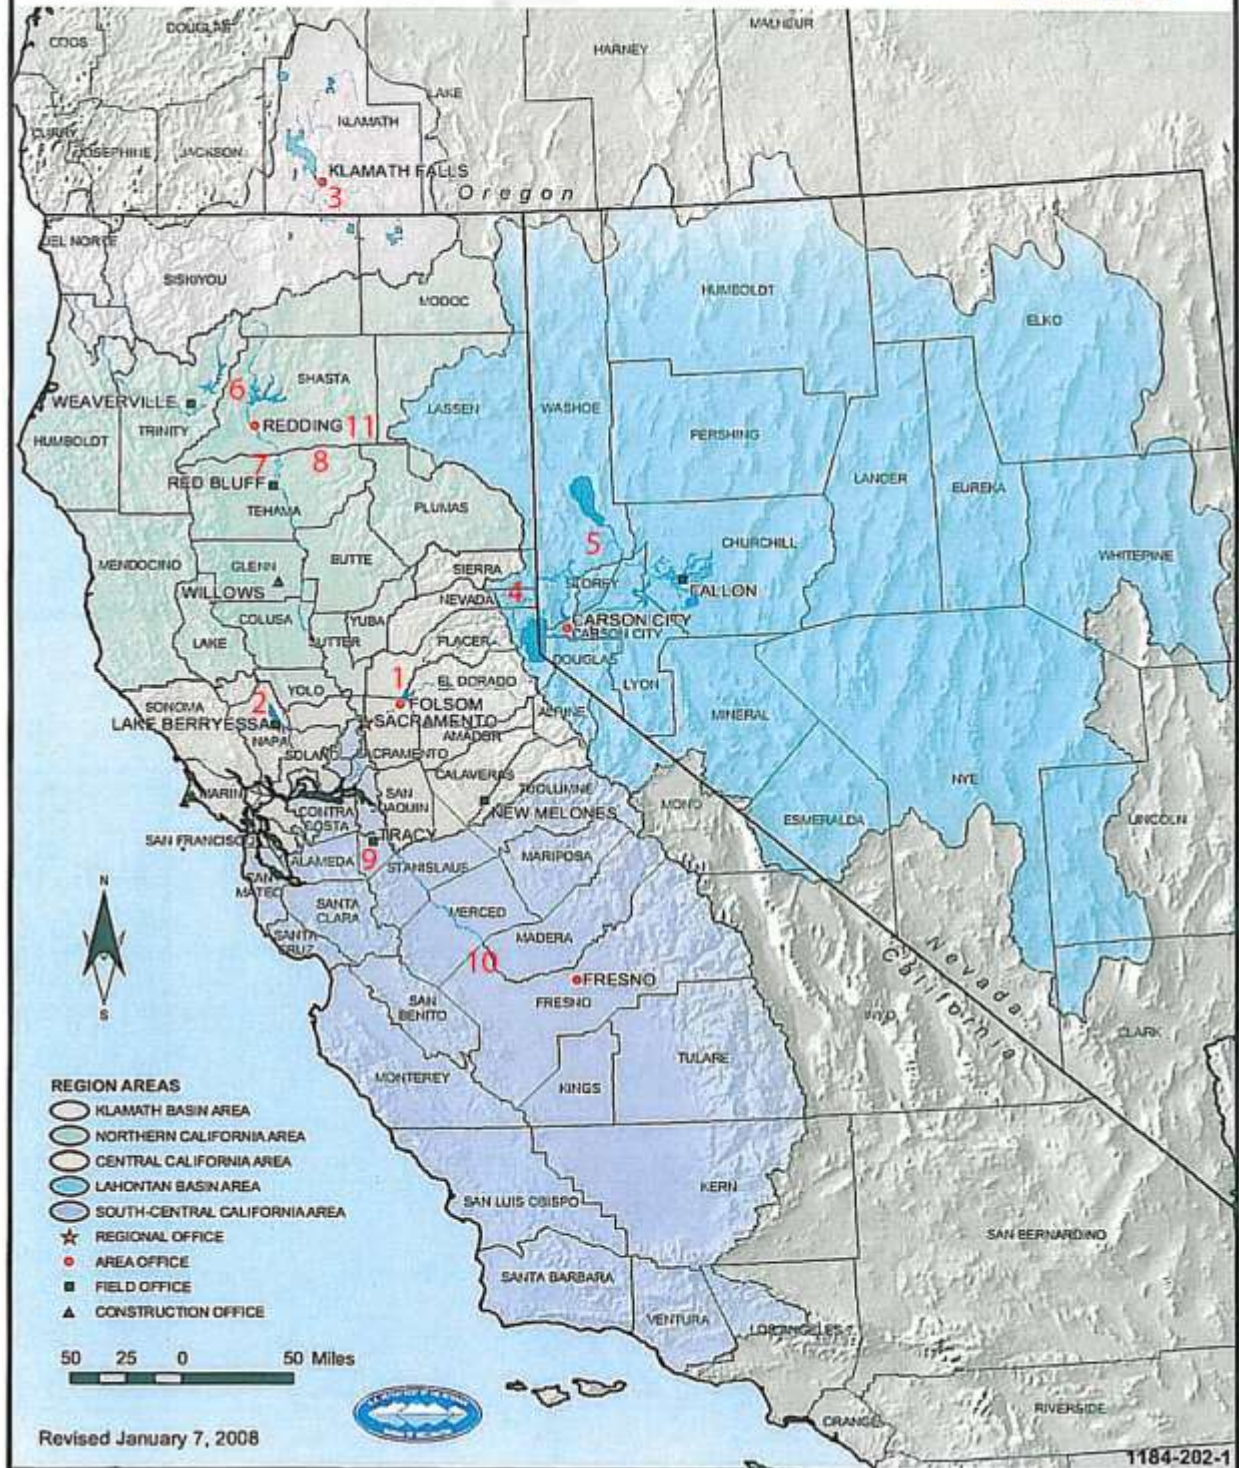 MALHEUR
DOUGLAS
COOS
HARNEY
LAKE
KLAMATH
CURRY
JOSEPHINE
JACKSON
KLAMATH FALLS
3
Oregon
DEL NORTE
SISKIYOU
MODOC
HUMBOLDT
ELKO
6
SHASTA
WEAVERVILLE
LASSEN
WASHOE
HUMBOLDT
TRINITY
REDDING
11
PERSHING
7
8
RED BLUFF
LANDER
EUREKA
TEHAMA
PLUMAS
5
CHURCHILL
WHITEPINE
MENDOCINO
GLENN
BUTTE
SIERRA
STOREY
WILLOWS
NEVADA
4
FALLON
COLUSA
YUBA
CARSON CITY
CARSON CITY
LAKE
SUTTER
PLACER
DOUGLAS
1
EL DORADO
LYON
YOLO
2
SONOMA
FOLSOM
ALPINE
MINERAL
LAKE BERRYESSA
SACRAMENTO
NAPA
AMADOR
SOLANO
SACRAMENTO
CALAVERAS
NYE
MARIN
SAN
JOAQUIN
TUOLUMNE
MONO
CONTRA
COSTA
NEW MELONES
ESMERALDA
LINCOLN
SAN FRANCISCO
TRACY
ALAMEDA
9
STANISLAUS
MARIPOSA
SAN
MATEO
SANTA
CLARA
MERCED
SANTA
CRUZ
MADERA
Nevada
California
10
FRESNO
SAN
BENITO
FRESNO
INYO
CLARK
N
S
MONTEREY
KINGS
TULARE
REGION AREAS
KLAMATH BASIN AREA
NORTHERN CALIFORNIA AREA
CENTRAL CALIFORNIA AREA
LAHONTAN BASIN AREA
SOUTH-CENTRAL CALIFORNIA AREA
REGIONAL OFFICE
AREA OFFICE
FIELD OFFICE
CONSTRUCTION OFFICE
SAN LUIS OBISPO
KERN
SAN BERNARDINO
SANTA BARBARA
VENTURA
LOS ANGELES
50 25 0 50 Miles
ORANGE
RIVERSIDE
Revised January 7, 2008
1184-202-1